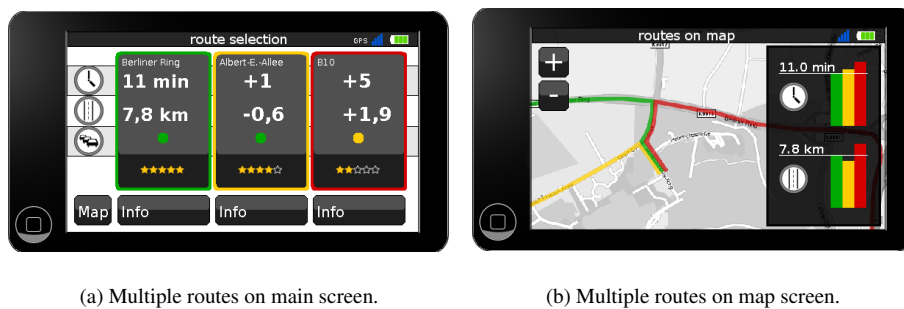 route selection
GPS
Berliner Ring
Albert-E.-Allee
B10
11 min
+1
+5
7,8 km
-0,6
+1,9
Map
Info
Info
Info
routes on map
+
-
11.0 min
7.8 km
(a) Multiple routes on main screen.
(b) Multiple routes on map screen.